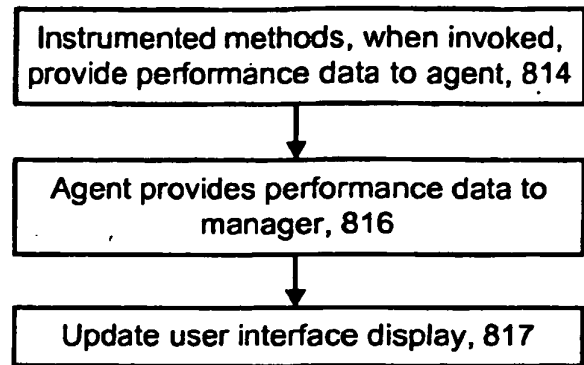 Instrumented methods, when invoked,
provide performance data to agent, 814
Agent provides performance data to
manager, 816
Update user interface display, 817